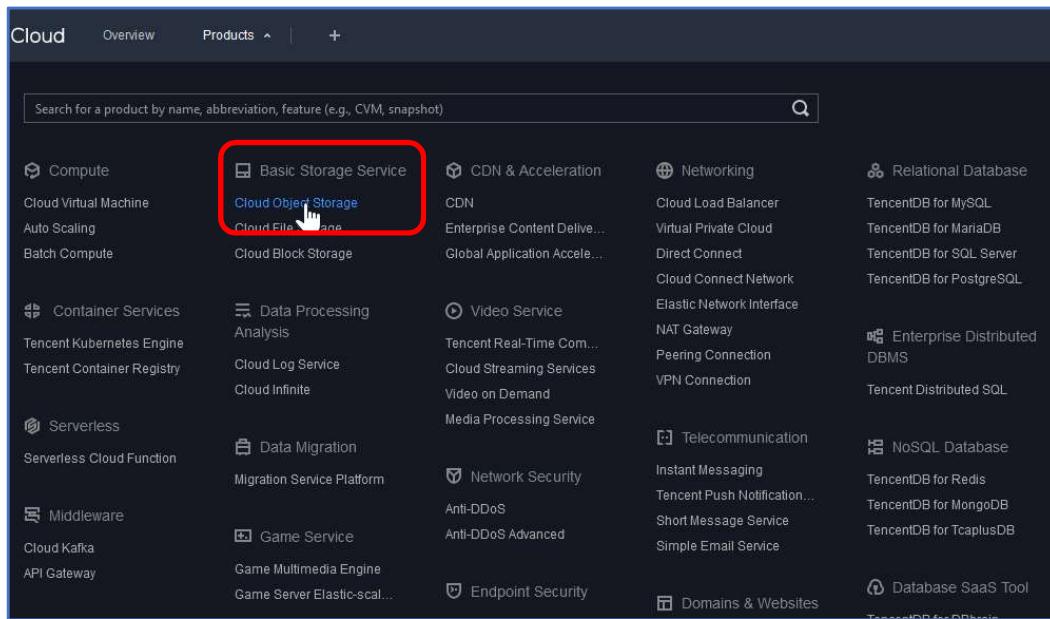 Cloud Overview Products +
Search for a product by name, abbreviation, feature (e.g., CVM, snapshot)
Compute
Cloud Virtual Machine
Auto Scaling
Batch Compute
Container Services
Tencent Kubernetes Engine
Tencent Container Registry
Serverless
Serverless Cloud Function
Middleware
Cloud Kafka
API Gateway
Basic Storage Service
Cloud Object Storage
Cloud File
Cloud Block Storage
Data Processing
Analysis
Cloud Log Service
Cloud Infinite
Data Migration
Migration Service Platform
Game Service
Game Multimedia Engine
Game Server Elastic-scal...
CDN & Acceleration
CDN
Enterprise Content Delive...
Global Application Accele...
Video Service
Tencent Real-Time Com...
Cloud Streaming Services
Video on Demand
Media Processing Service
Network Security
Anti-DDoS
Anti-DDoS Advanced
Endpoint Security
Networking
Cloud Load Balancer
Virtual Private Cloud
Direct Connect
Cloud Connect Network
Elastic Network Interface
NAT Gateway
Peering Connection
VPN Connection
Telecommunication
Instant Messaging
Tencent Push Notification...
Short Message Service
Simple Email Service
Domains & Websites
Relational Database
TencentDB for MySQL
TencentDB for MariaDB
TencentDB for SQL Server
TencentDB for PostgreSQL
Enterprise Distributed
DBMS
Tencent Distributed SQL
NoSQL Database
TencentDB for Redis
TencentDB for MongoDB
TencentDB for TcaplusDB
Database SaaS Tool
TencentDB for DBbrain